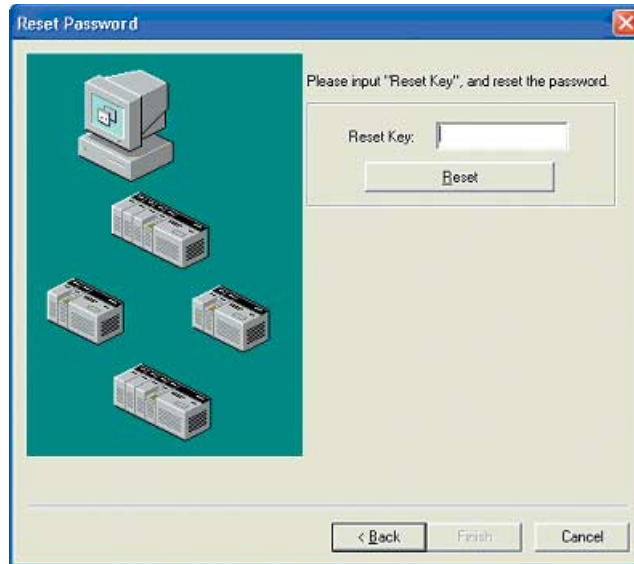 Reset Password
Please input "Reset Key", and reset the password.
Reset Key:
Reset
< Back
Finish
Cancel